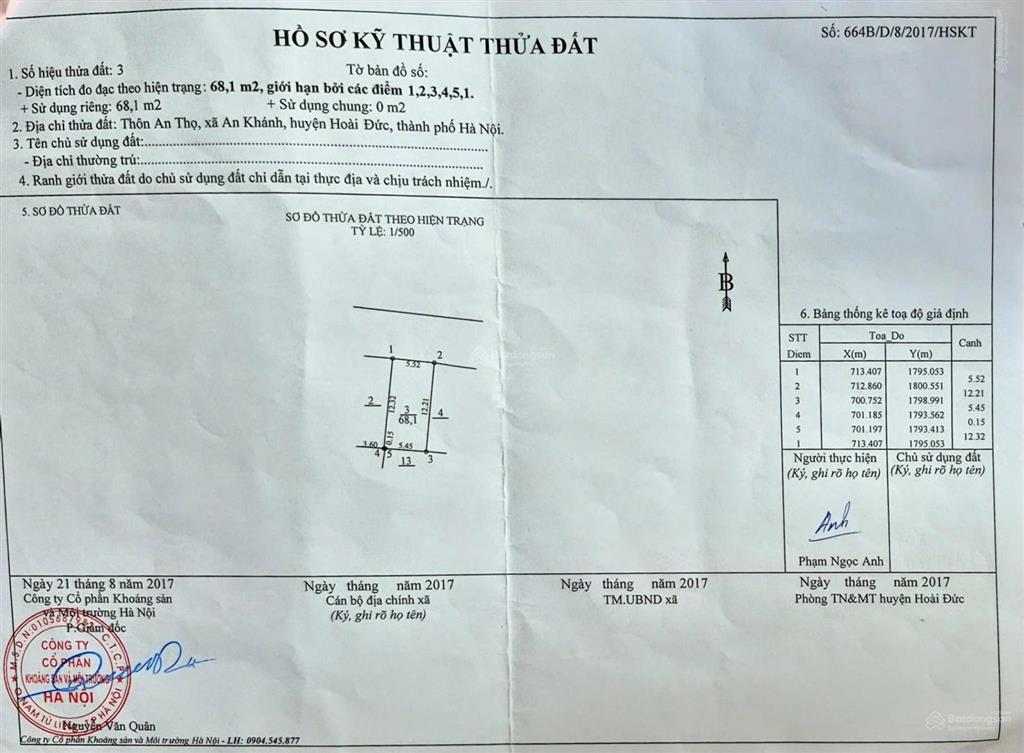 HỒ SƠ KỸ THUẬT THỬA ĐẤT
Số: 664B/D/8/2017/HSKT
1. Số hiệu thửa đất: 3
Tờ bản đồ số:
- Diện tích đo đạc theo hiện trạng: 68,1 m2, giới hạn bởi các điểm 1,2,3,4,5,1.
+ Sử dụng riêng: 68,1 m2
+ Sử dụng chung: 0 m2
2. Địa chỉ thửa đất: Thôn An Thọ, xã An Khánh, huyện Hoài Đức, thành phố Hà Nội.
3. Tên chủ sử dụng đất:
- Địa chỉ thường trú:
4. Ranh giới thửa đất do chủ sử dụng đất chỉ dẫn tại thực địa và chịu trách nhiệm./.
5. SƠ ĐỒ THỬA ĐẤT
SƠ ĐỒ THỬA ĐẤT THEO HIỆN TRẠNG
TỶ LỆ: 1/500
B
1
2
5.52
2
12.32
3
68,1
12.21
4
3.60
0.15
5.45
4
5
13
3
Batdongsan
6. Bảng thống kê toạ độ giả định
STT
Diem
Toa_Do
X(m)
Y(m)
Canh
1 713.407 1795.053
5.52
2 712.860 1800.551
12.21
3 700.752 1798.991
5.45
4 701.185 1793.562
0.15
5 701.197 1793.413
12.32
1 713.407 1795.053
Người thực hiện
(Ký, ghi rõ họ tên)
Chủ sử dụng đất
(Ký, ghi rõ họ tên)
Anh
Phạm Ngọc Anh
Ngày 21 tháng 8 năm 2017
Công ty Cổ phần Khoáng sản
và Môi trường Hà Nội
P.Giám đốc
Ngày tháng năm 2017
Cán bộ địa chính xã
(Ký, ghi rõ họ tên)
Ngày tháng năm 2017
TM.UBND xã
Ngày tháng năm 2017
Phòng TN&MT huyện Hoài Đức
CÔNG TY
CỔ PHẦN
KHOÁNG SẢN VÀ MÔI TRƯỜNG
HÀ NỘI
Nguyễn Văn Quân
Công ty Cổ phần Khoáng sản và Môi trường Hà Nội - LH: 0904.545.877
Batdongsan